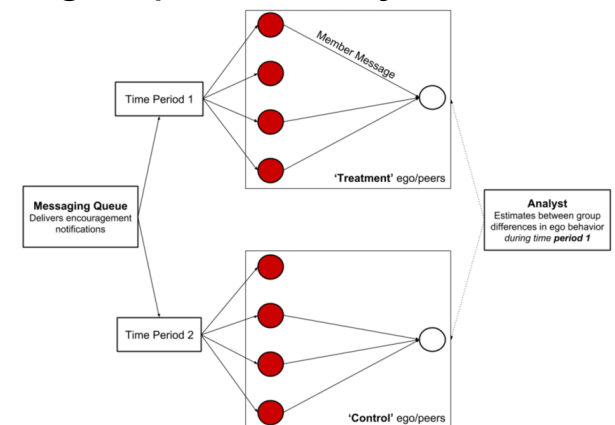 Member Message
Time Period 1
'Treatment' ego/peers
Messaging Queue
Delivers encouragement
notifications
Analyst
Estimates between group
differences in ego behavior
during time period 1
Time Period 2
'Control' ego/peers